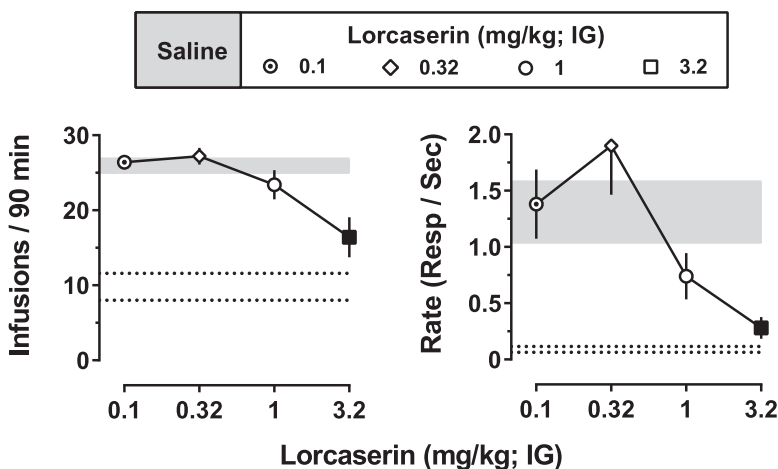 Saline
Lorcaserin (mg/kg; IG)
0.1 0.32 1 3.2
Infusions / 90 min
30
20
10
0
0.1 0.32 1 3.2
Rate (Resp / Sec)
2.0
1.5
1.0
0.5
0
0.1 0.32 1 3.2
Lorcaserin (mg/kg; IG)